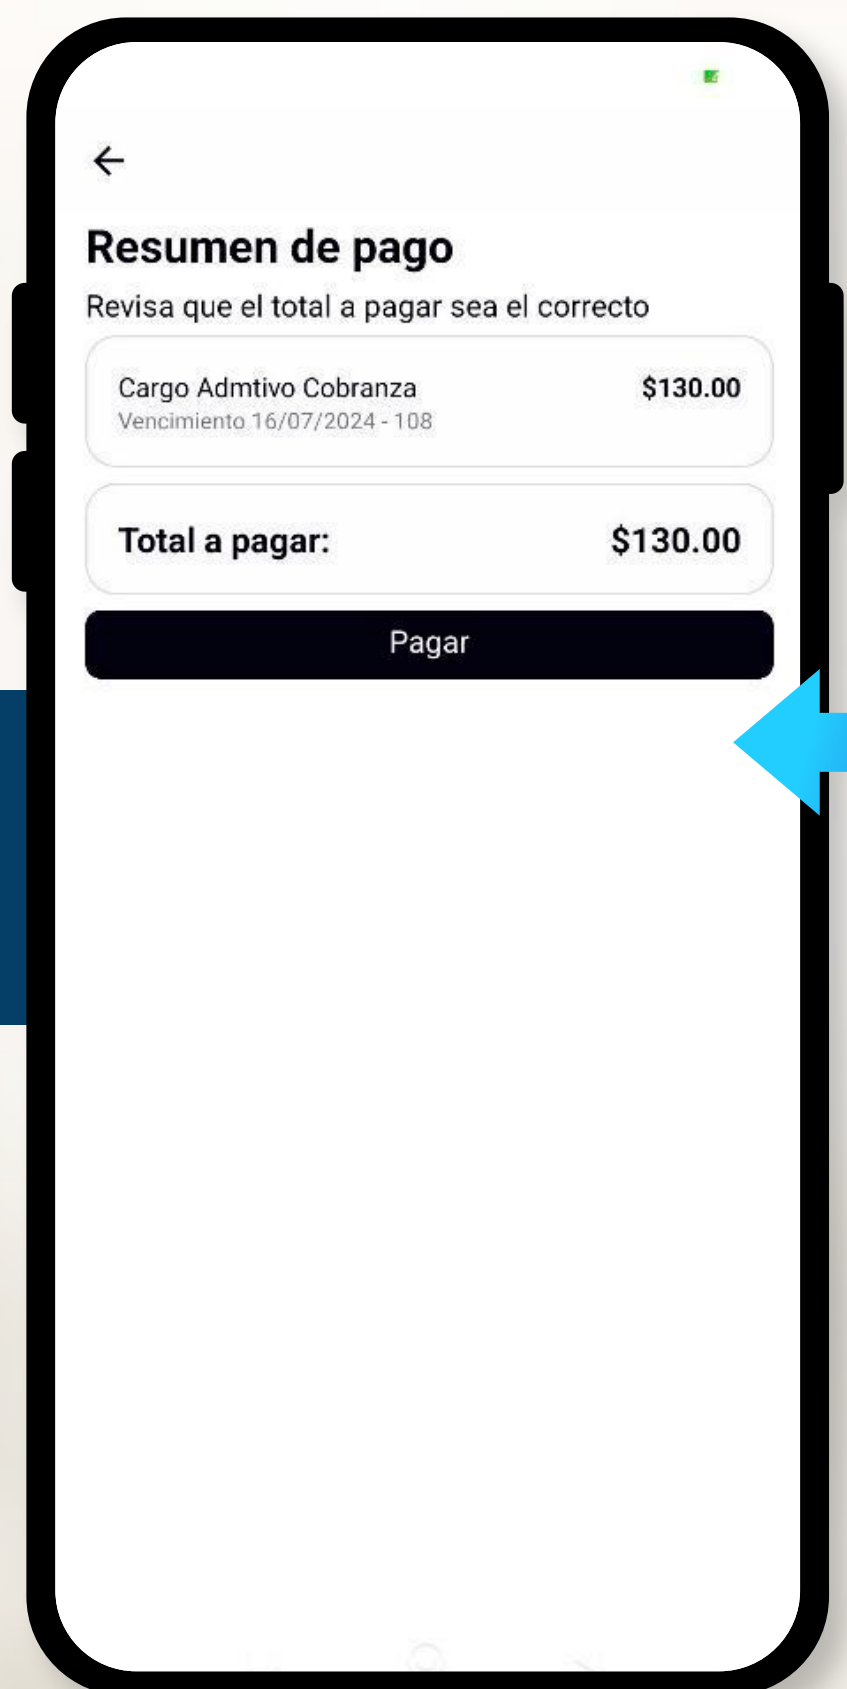 Resumen de pago
Revisa que el total a pagar sea el correcto
Cargo Admtivo Cobranza $130.00
Vencimiento 16/07/2024 - 108
Total a pagar: $130.00
Pagar